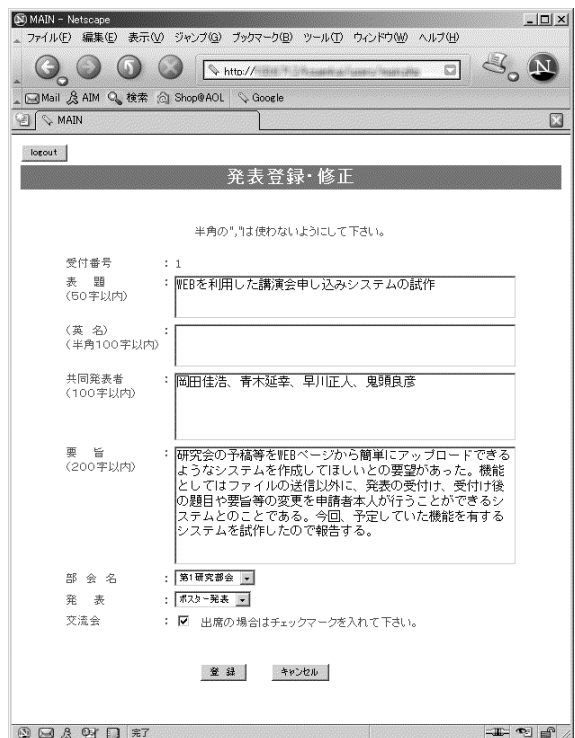 MAIN - Netscape
ファイル(F) 編集(E) 表示(V) ジャンプ(G) ブックマーク(B) ツール(T) ウィンドウ(W) ヘルプ(H)
http://
Mail AIM 検索 Shop@AOL Google
MAIN
logout
発表登録・修正
半角の","は使わないようにして下さい。
受付番号 : 1
表 題 : WEBを利用した講演会申し込みシステムの試作
(50字以内)
(英 名) :
(半角100字以内)
共同発表者 : 岡田佳浩、青木延幸、早川正人、鬼頭良彦
(100字以内)
要 旨 : 研究会の予稿等をWEBページから簡単にアップロードできる
(200字以内) ようなシステムを作成してほしいとの要望があった。機能
としてはファイルの送信以外に、発表の受付け、受付け後
の題目や要旨等の変更を申請者本人が行うことができるシ
ステムとのことである。今回、予定していた機能を有する
システムを試作したので報告する。
部 会 名 : 第1研究部会
発 表 : ポスター発表
交流会 : 出席の場合はチェックマークを入れて下さい。
登 録 キャンセル
完了